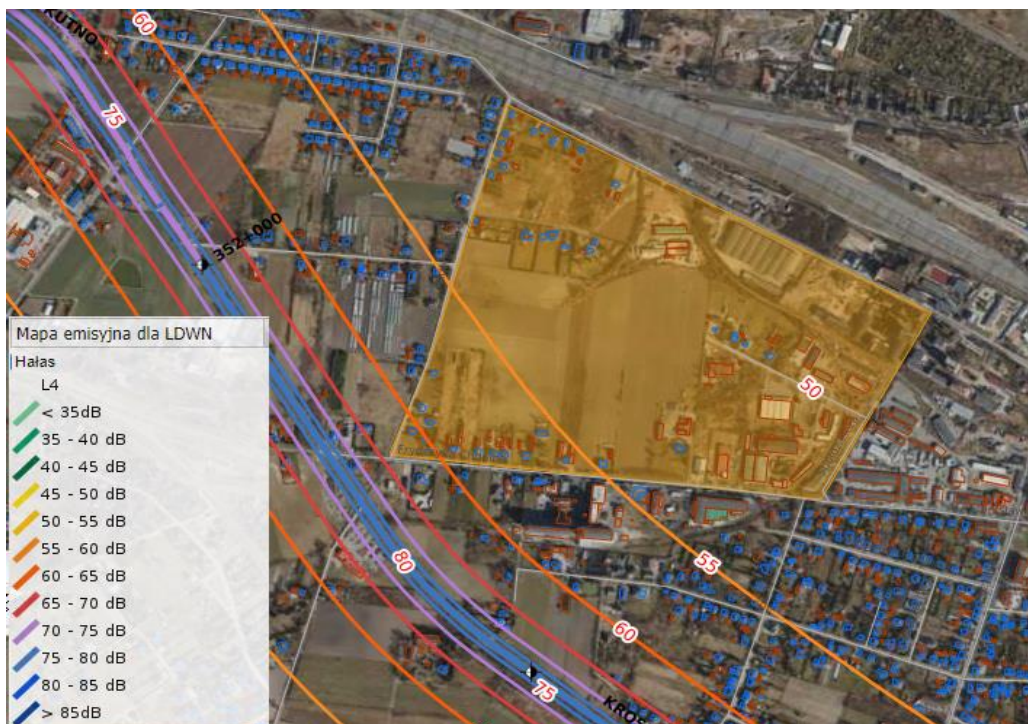 KUTNO
60
75
352+000
50
80
55
60
75
KROS
Mapa emisyjna dla LDWN
Hałas
L4
< 35dB
35 - 40 dB
40 - 45 dB
45 - 50 dB
50 - 55 dB
55 - 60 dB
60 - 65 dB
65 - 70 dB
70 - 75 dB
75 - 80 dB
80 - 85 dB
> 85dB